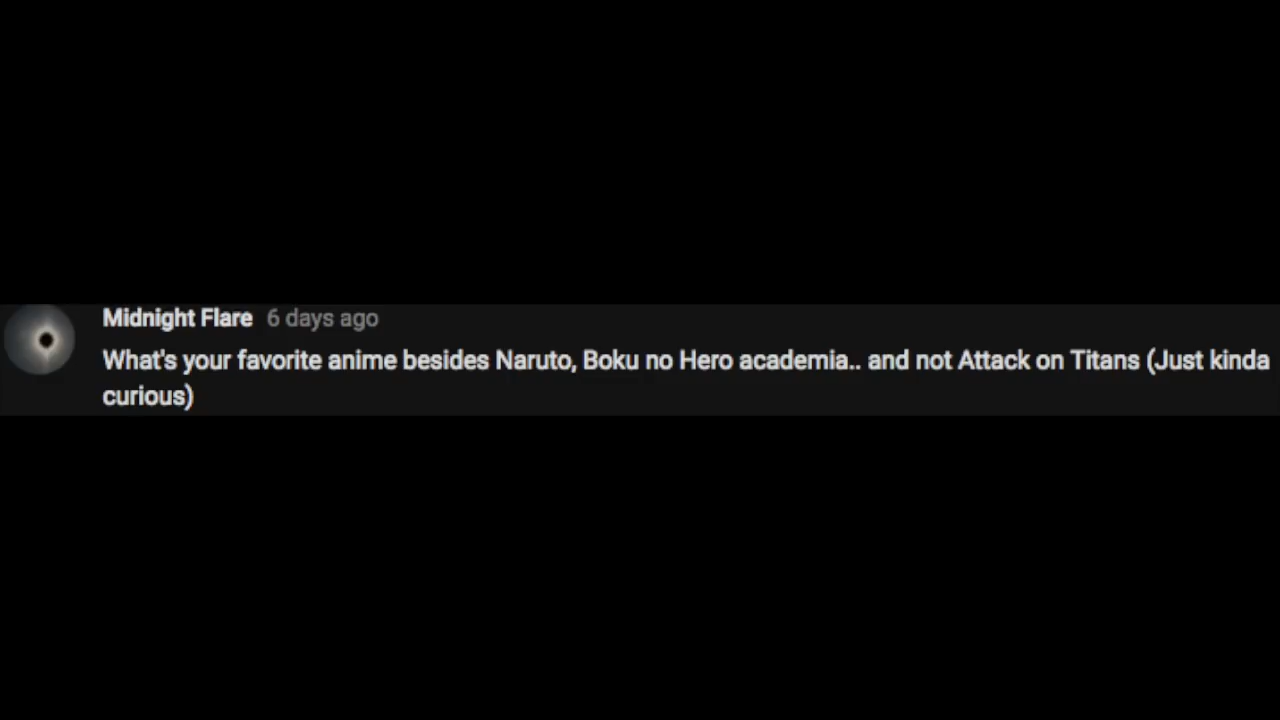 Midnight Flare 6 days ago
What's your favorite anime besides Naruto, Boku no Hero academia.. and not Attack on Titans (Just kinda
curious)